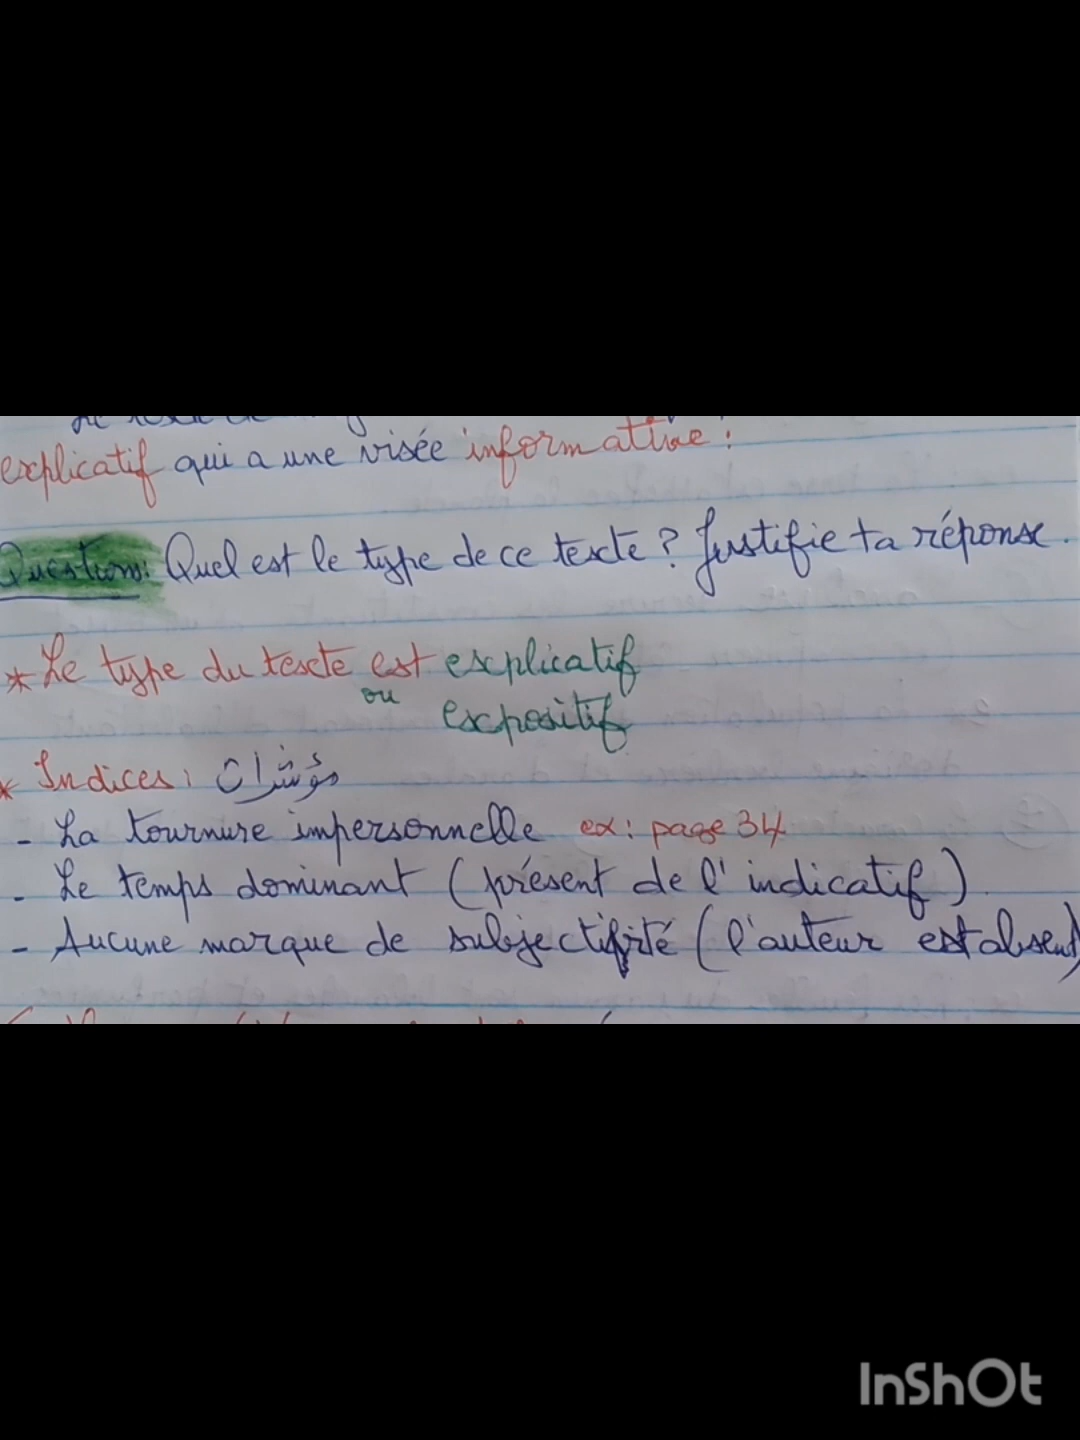 explicatif qui a une visée informative :
Question: Quel est le type de ce texte ? Justifie ta réponse.
* Le type du texte est explicatif
ou expositif
* Indices : مؤشرات
- La tournure impersonnelle ex: page 34
- Le temps dominant (présent de l'indicatif).
- Aucune marque de subjectivité (l'auteur est absent)
InShOt